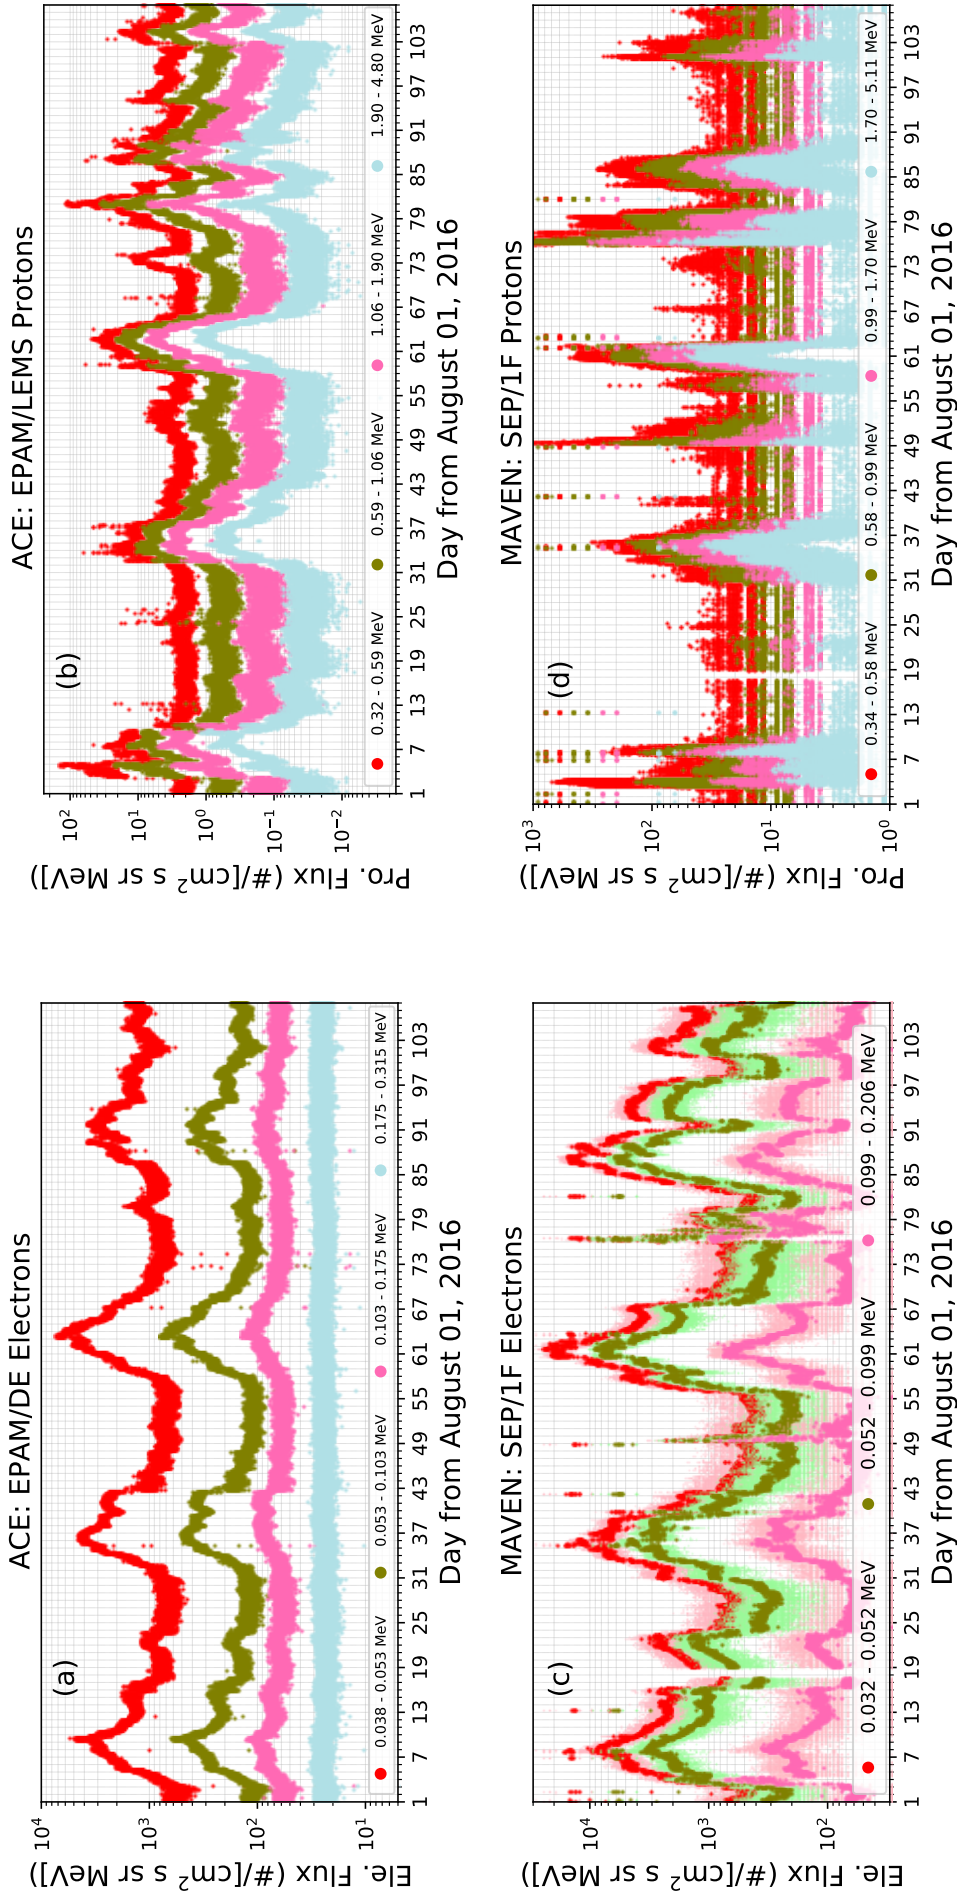 ACE: EPAM/DE Electrons
(a)
Ele. Flux (#/[cm² s sr MeV])
10⁴
10³
10²
10¹
0.038 - 0.053 MeV
0.053 - 0.103 MeV
0.103 - 0.175 MeV
0.175 - 0.315 MeV
1 7 13 19 25 31 37 43 49 55 61 67 73 79 85 91 97 103
Day from August 01, 2016
ACE: EPAM/LEMS Protons
(b)
Pro. Flux (#/[cm² s sr MeV])
10²
10¹
10⁰
10⁻¹
10⁻²
0.32 - 0.59 MeV
0.59 - 1.06 MeV
1.06 - 1.90 MeV
1.90 - 4.80 MeV
1 7 13 19 25 31 37 43 49 55 61 67 73 79 85 91 97 103
Day from August 01, 2016
MAVEN: SEP/1F Electrons
(c)
Ele. Flux (#/[cm² s sr MeV])
10⁴
10³
10²
0.032 - 0.052 MeV
0.052 - 0.099 MeV
0.099 - 0.206 MeV
1 7 13 19 25 31 37 43 49 55 61 67 73 79 85 91 97 103
Day from August 01, 2016
MAVEN: SEP/1F Protons
(d)
Pro. Flux (#/[cm² s sr MeV])
10³
10²
10¹
10⁰
0.34 - 0.58 MeV
0.58 - 0.99 MeV
0.99 - 1.70 MeV
1.70 - 5.11 MeV
1 7 13 19 25 31 37 43 49 55 61 67 73 79 85 91 97 103
Day from August 01, 2016